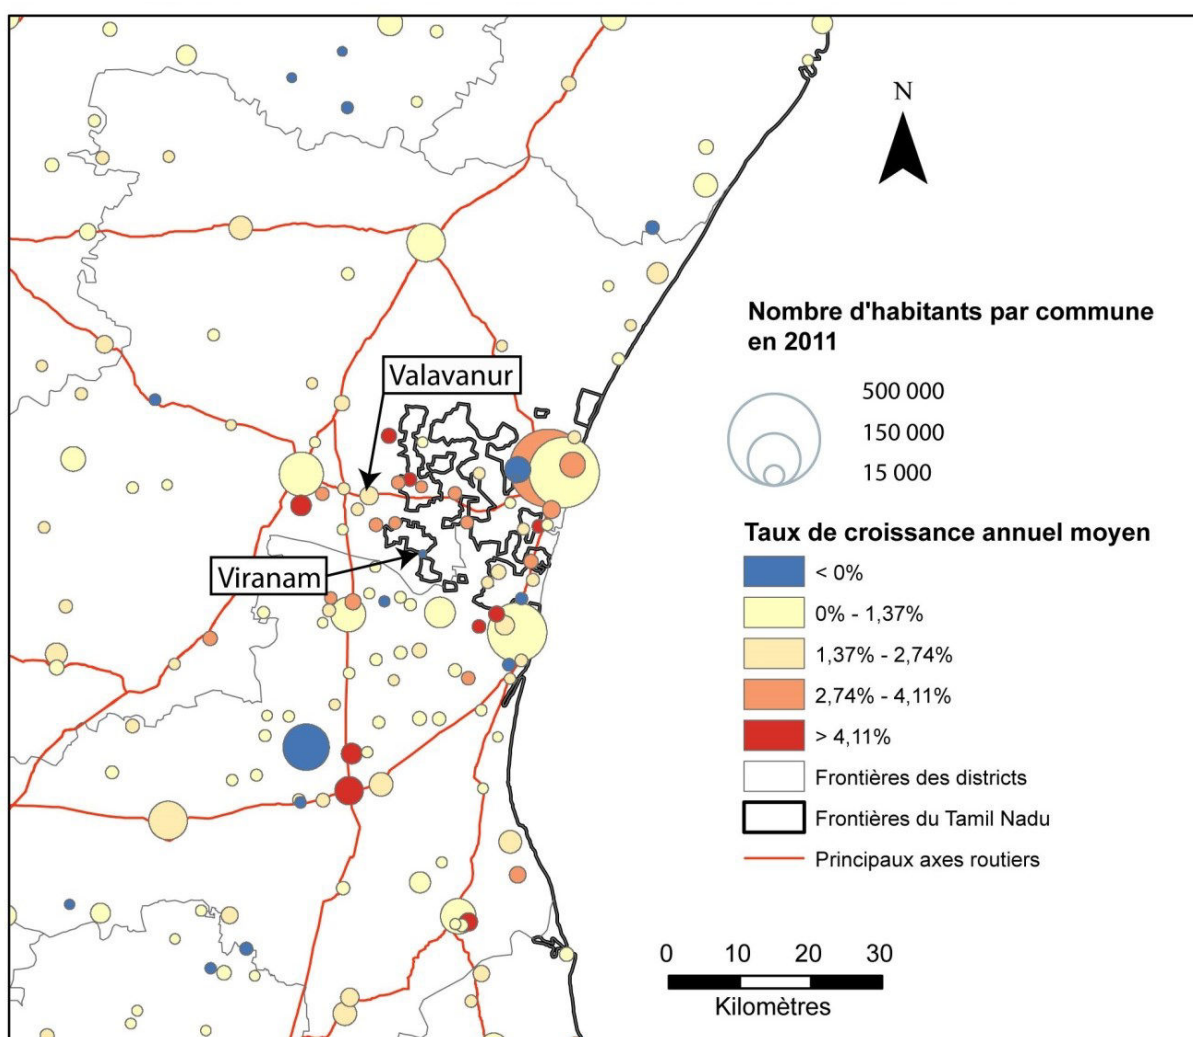 N
Valavanur
Viranam
Nombre d'habitants par commune
en 2011
500 000
150 000
15 000
Taux de croissance annuel moyen
< 0%
0% - 1,37%
1,37% - 2,74%
2,74% - 4,11%
> 4,11%
Frontières des districts
Frontières du Tamil Nadu
Principaux axes routiers
0 10 20 30
Kilomètres